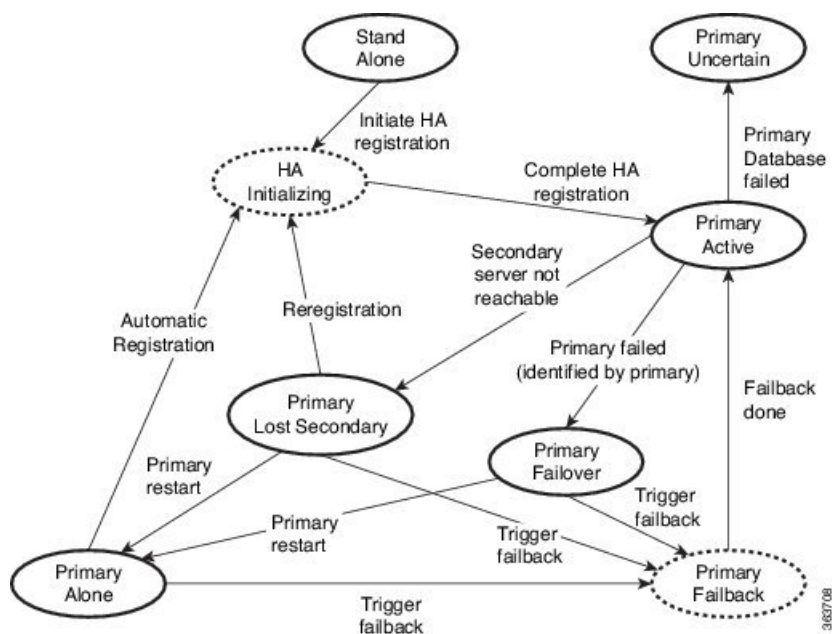 Stand
Alone
Primary
Uncertain
Initiate HA
registration
HA
Initializing
Complete HA
registration
Primary
Database
failed
Primary
Active
Secondary
server not
reachable
Automatic
Registration
Reregistration
Primary failed
(identified by primary)
Failback
done
Primary
Lost Secondary
Primary
Failover
Primary
restart
Primary
restart
Trigger
failback
Trigger
failback
Primary
Alone
Trigger
failback
Primary
Failback
363708